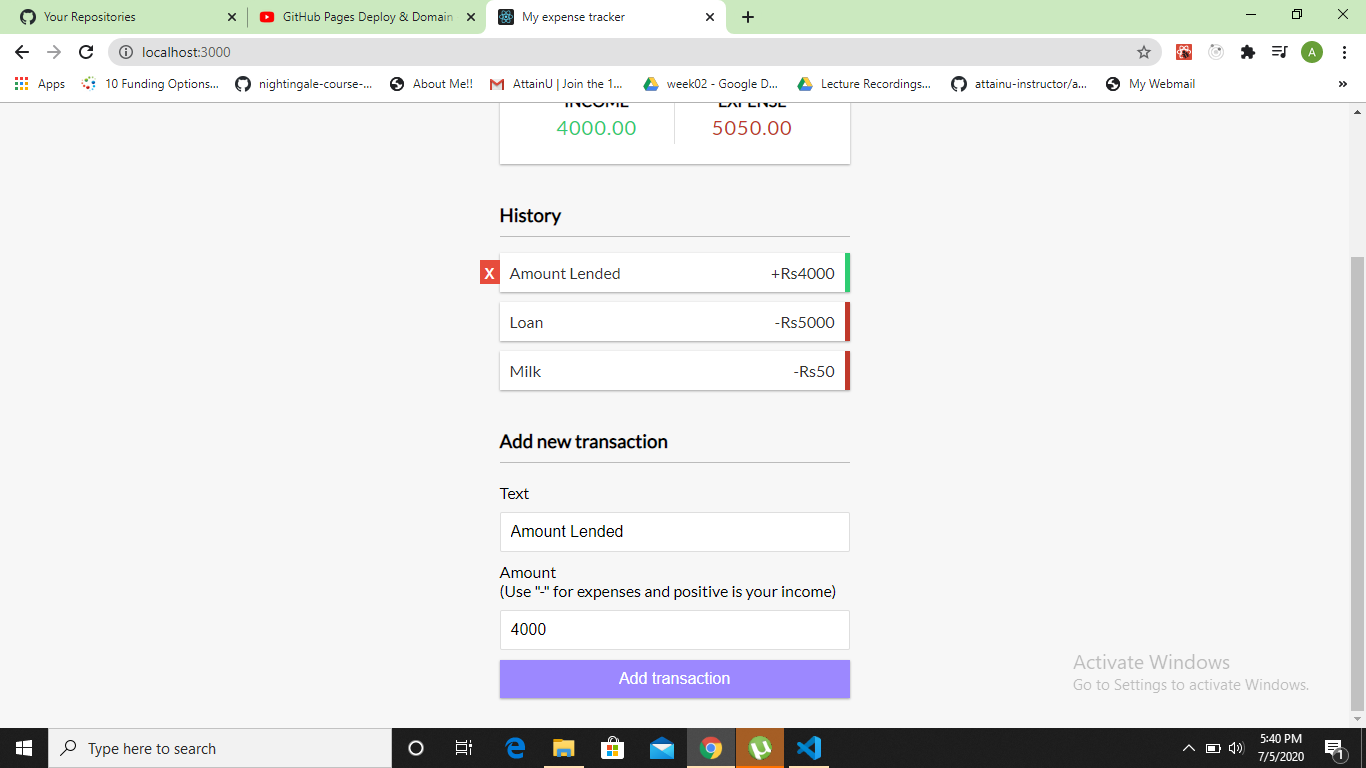 Your Repositories
GitHub Pages Deploy & Domain
My expense tracker
localhost:3000
A
Apps
10 Funding Options...
nightingale-course-...
About Me!!
AttainU | Join the 1...
week02 - Google D...
Lecture Recordings...
attainu-instructor/a...
My Webmail
»
INCOME
EXPENSE
4000.00
5050.00
History
X
Amount Lended
+Rs4000
Loan
-Rs5000
Milk
-Rs50
Add new transaction
Text
Amount Lended
Amount
(Use "-" for expenses and positive is your income)
4000
Add transaction
Activate Windows
Go to Settings to activate Windows.
Type here to search
5:40 PM
7/5/2020
1